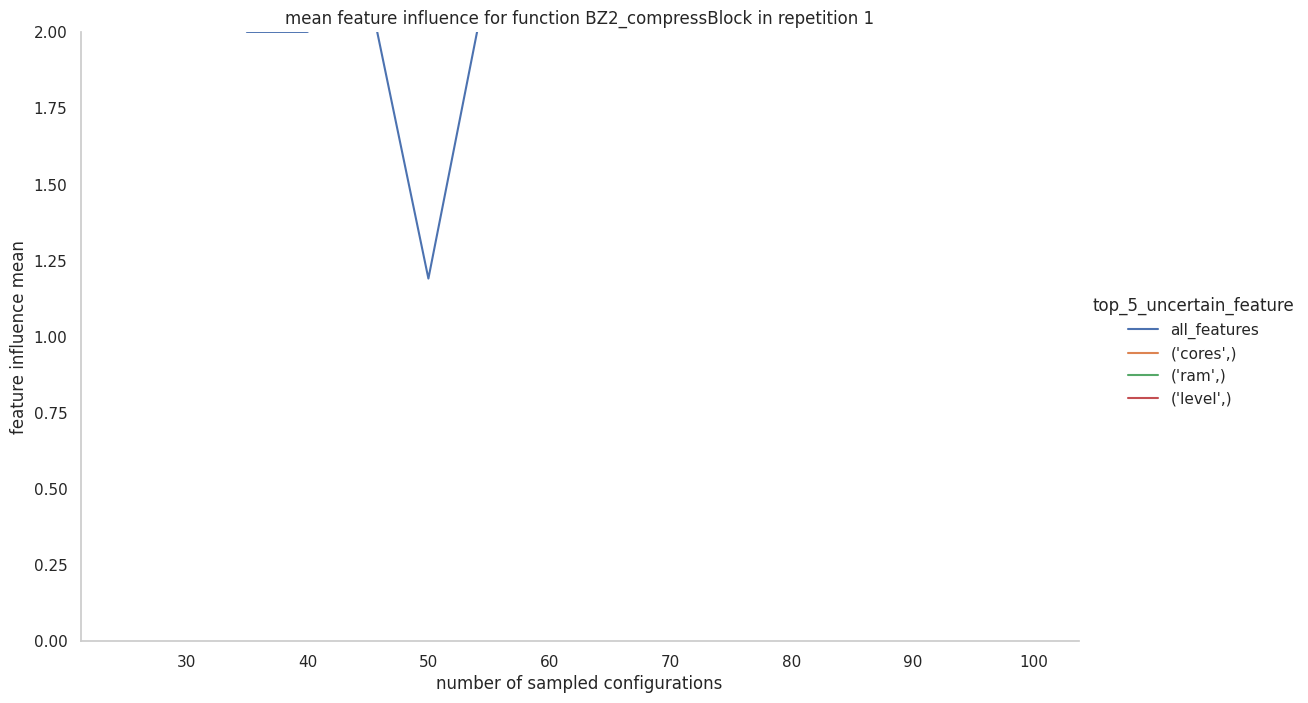 mean feature influence for function BZ2_compressBlock in repetition 1
2.00
1.75
1.50
1.25
1.00
0.75
0.50
0.25
0.00
feature influence mean
30 40 50 60 70 80 90 100
number of sampled configurations
top_5_uncertain_feature
all_features
('cores',)
('ram',)
('level',)